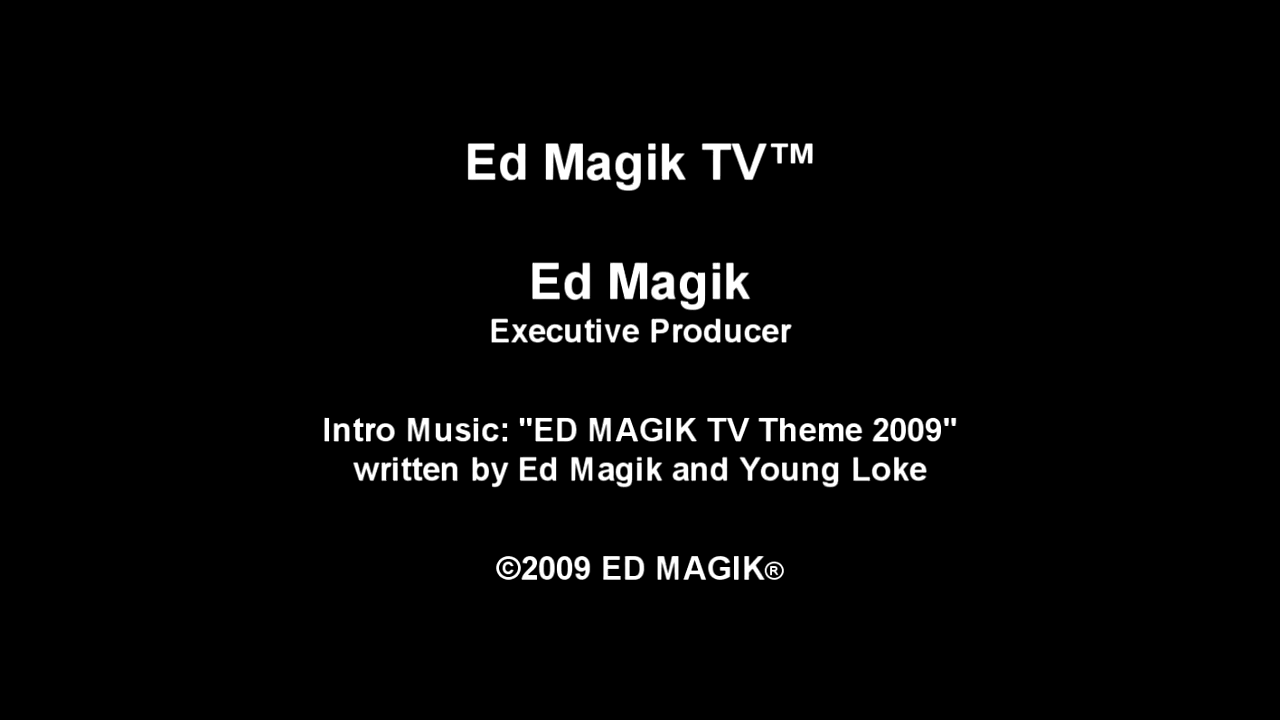 Ed Magik TV™
Ed Magik
Executive Producer
Intro Music: "ED MAGIK TV Theme 2009"
written by Ed Magik and Young Loke
©2009 ED MAGIK®